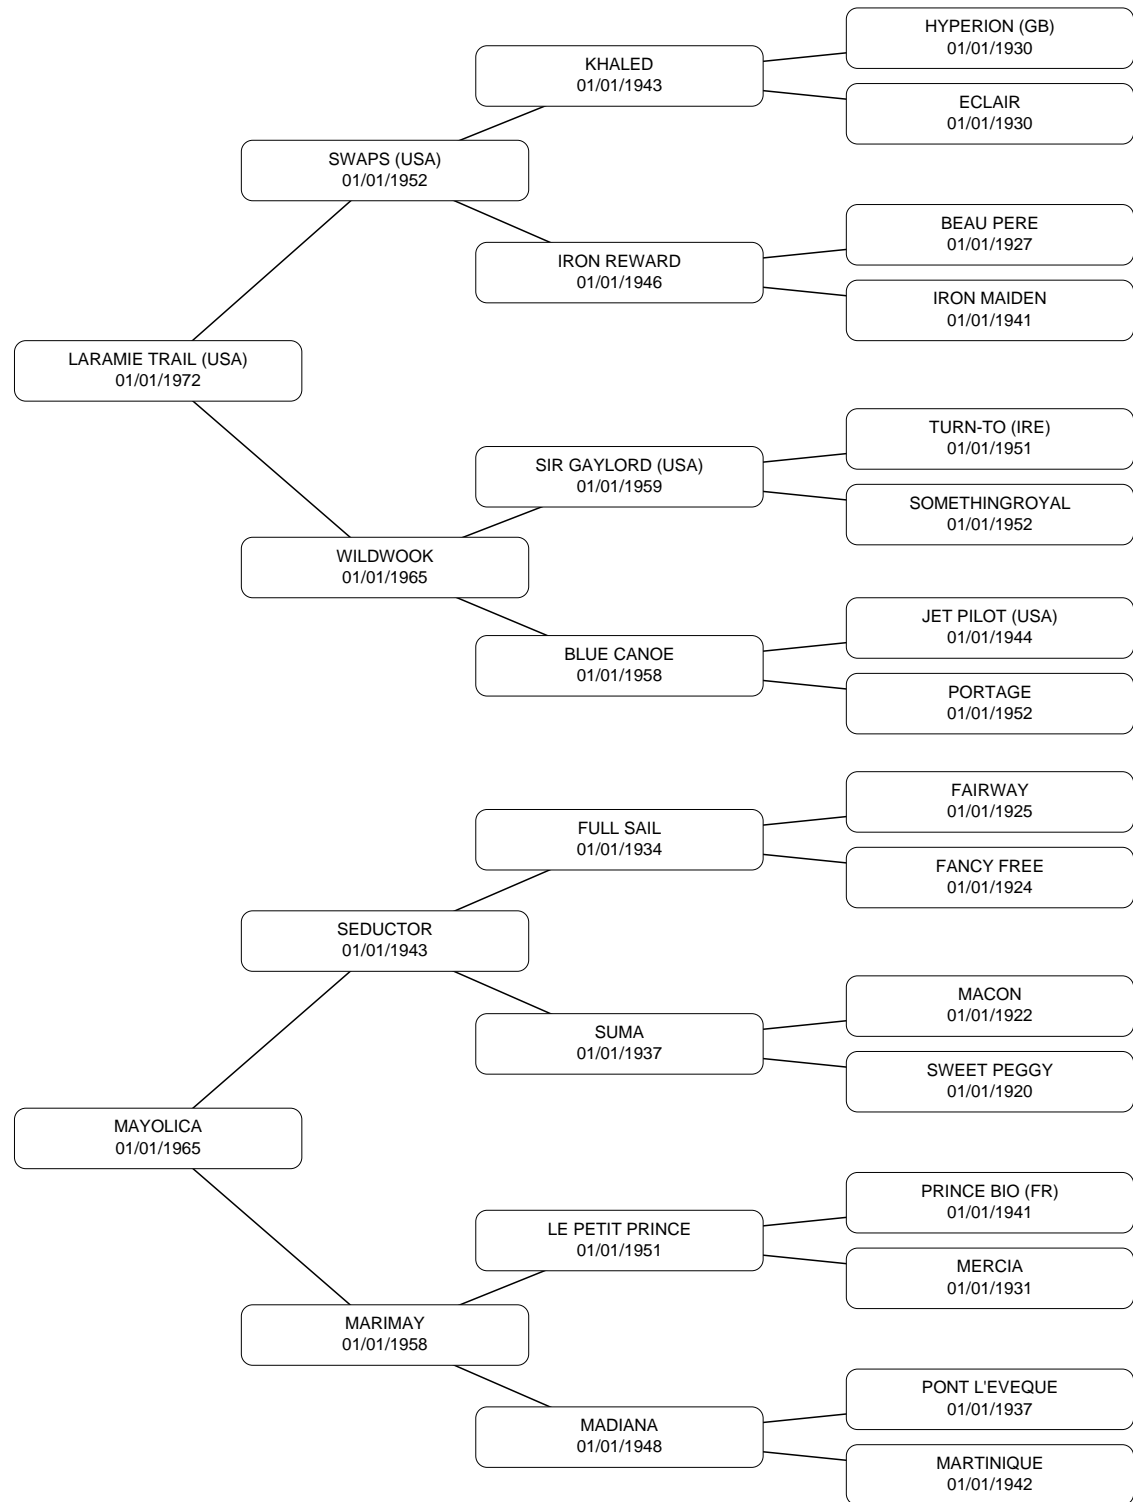 HYPERION (GB)
01/01/1930
KHALED
01/01/1943
ECLAIR
01/01/1930
SWAPS (USA)
01/01/1952
BEAU PERE
01/01/1927
IRON REWARD
01/01/1946
IRON MAIDEN
01/01/1941
LARAMIE TRAIL (USA)
01/01/1972
TURN-TO (IRE)
01/01/1951
SIR GAYLORD (USA)
01/01/1959
SOMETHINGROYAL
01/01/1952
WILDWOOK
01/01/1965
JET PILOT (USA)
01/01/1944
BLUE CANOE
01/01/1958
PORTAGE
01/01/1952
FAIRWAY
01/01/1925
FULL SAIL
01/01/1934
FANCY FREE
01/01/1924
SEDUCTOR
01/01/1943
MACON
01/01/1922
SUMA
01/01/1937
SWEET PEGGY
01/01/1920
MAYOLICA
01/01/1965
PRINCE BIO (FR)
01/01/1941
LE PETIT PRINCE
01/01/1951
MERCIA
01/01/1931
MARIMAY
01/01/1958
PONT L'EVEQUE
01/01/1937
MADIANA
01/01/1948
MARTINIQUE
01/01/1942